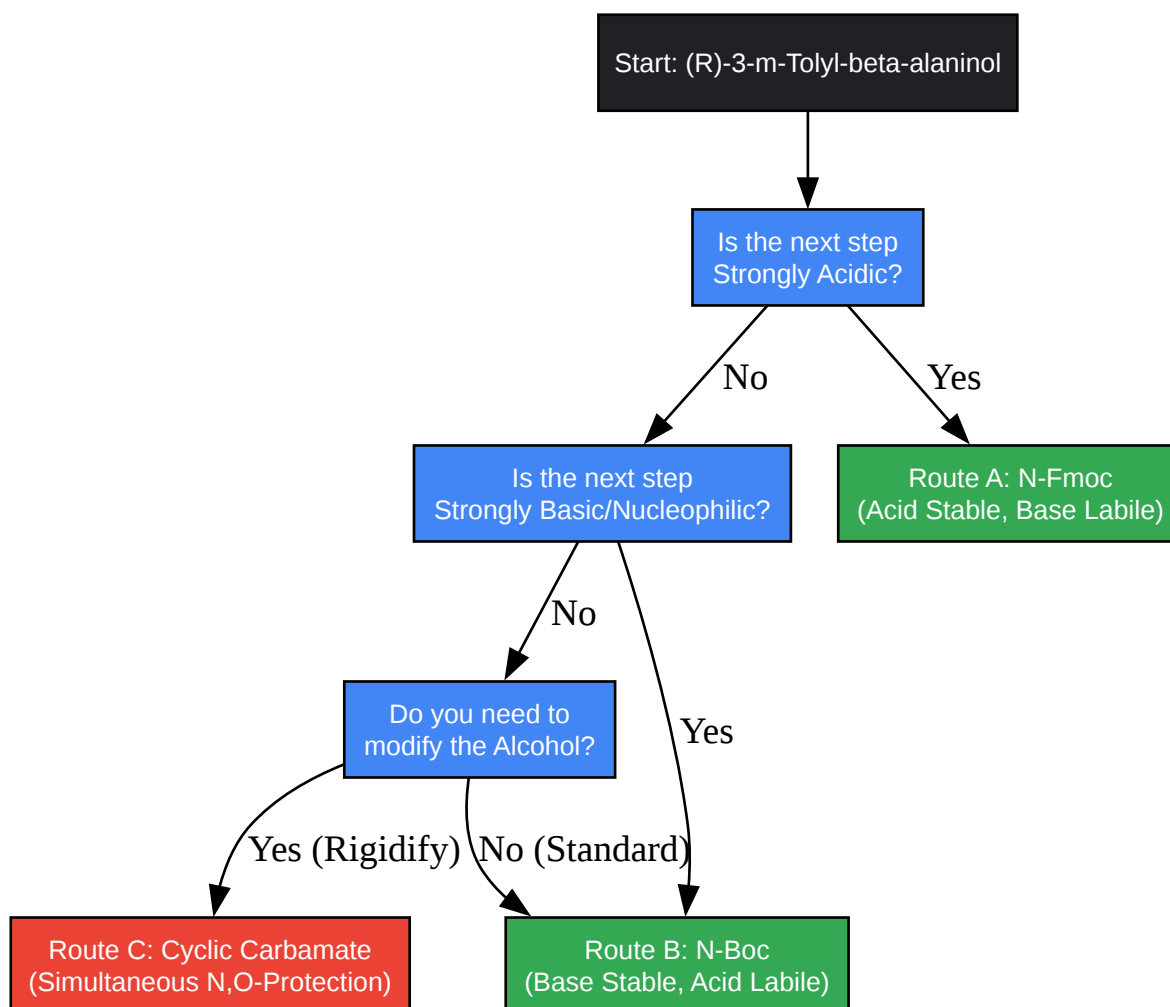 Start: (R)-3-m-Tolyl-beta-alaninol
Is the next step
Strongly Acidic?
No
Yes
Is the next step
Strongly Basic/Nucleophilic?
Route A: N-Fmoc
(Acid Stable, Base Labile)
No
Do you need to
modify the Alcohol?
Yes
Yes (Rigidify)
No (Standard)
Route C: Cyclic Carbamate
(Simultaneous N,O-Protection)
Route B: N-Boc
(Base Stable, Acid Labile)